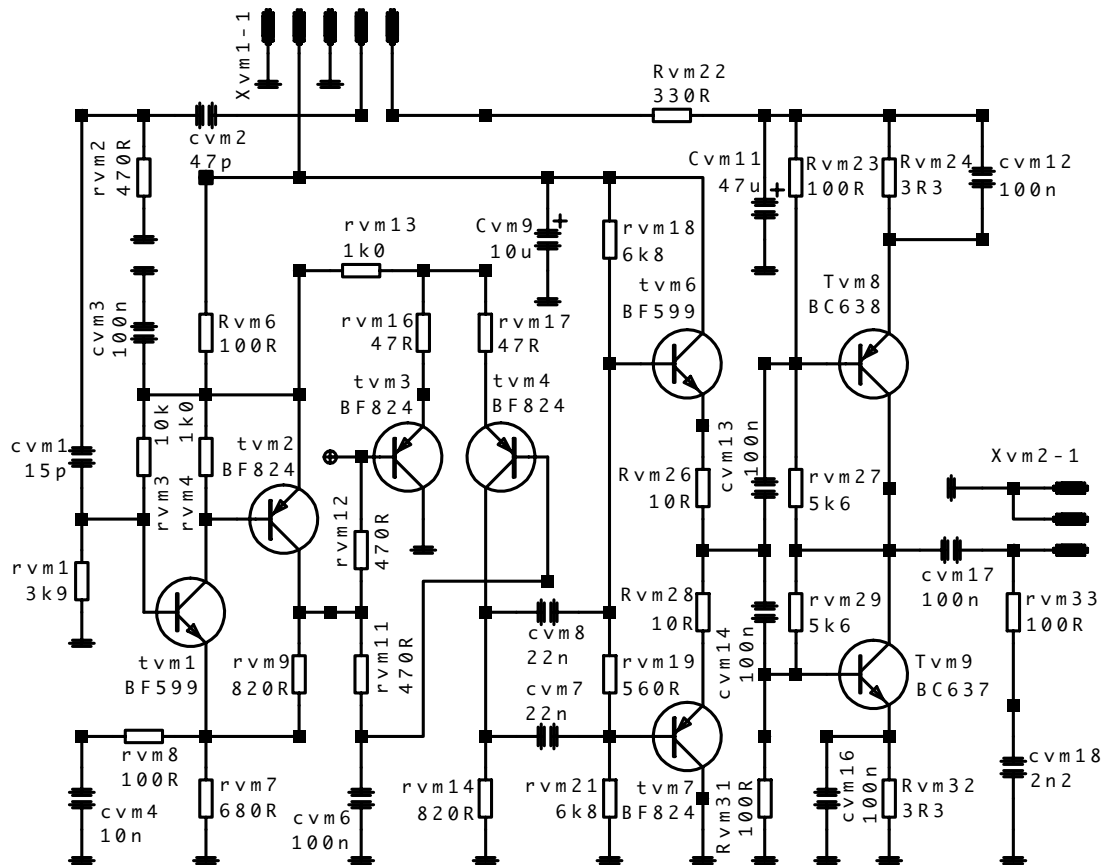 Xvm1-1
Rvm22
330R
cvm2
47p
rvm2
470R
Cvm11
47u
Rvm23
100R
Rvm24
3R3
cvm12
100n
rvm13
1k0
Cvm9
10u
rvm18
6k8
tvm6
BF599
Tvm8
BC638
cvm3
100n
Rvm6
100R
rvm16
47R
rvm17
47R
tvm3
BF824
tvm4
BF824
cvm1
15p
rvm3
10k
rvm4
1k0
tvm2
BF824
cvm13
100n
Xvm2-1
Rvm26
10R
rvm27
5k6
rvm12
470R
rvm1
3k9
cvm17
100n
Rvm28
10R
rvm29
5k6
rvm33
100R
tvm1
BF599
rvm9
820R
rvm11
470R
cvm8
22n
cvm7
22n
rvm19
560R
cvm14
100n
Tvm9
BC637
rvm8
100R
rvm7
680R
cvm4
10n
cvm6
100n
rvm14
820R
rvm21
6k8
tvm7
BF824
Rvm31
100R
cvm16
100n
Rvm32
3R3
cvm18
2n2